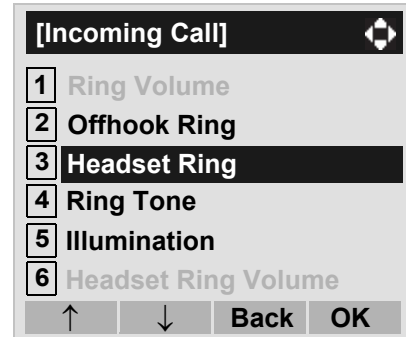 [Incoming Call]
1 Ring Volume
2 Offhook Ring
3 Headset Ring
4 Ring Tone
5 Illumination
6 Headset Ring Volume
↑ ↓ Back OK